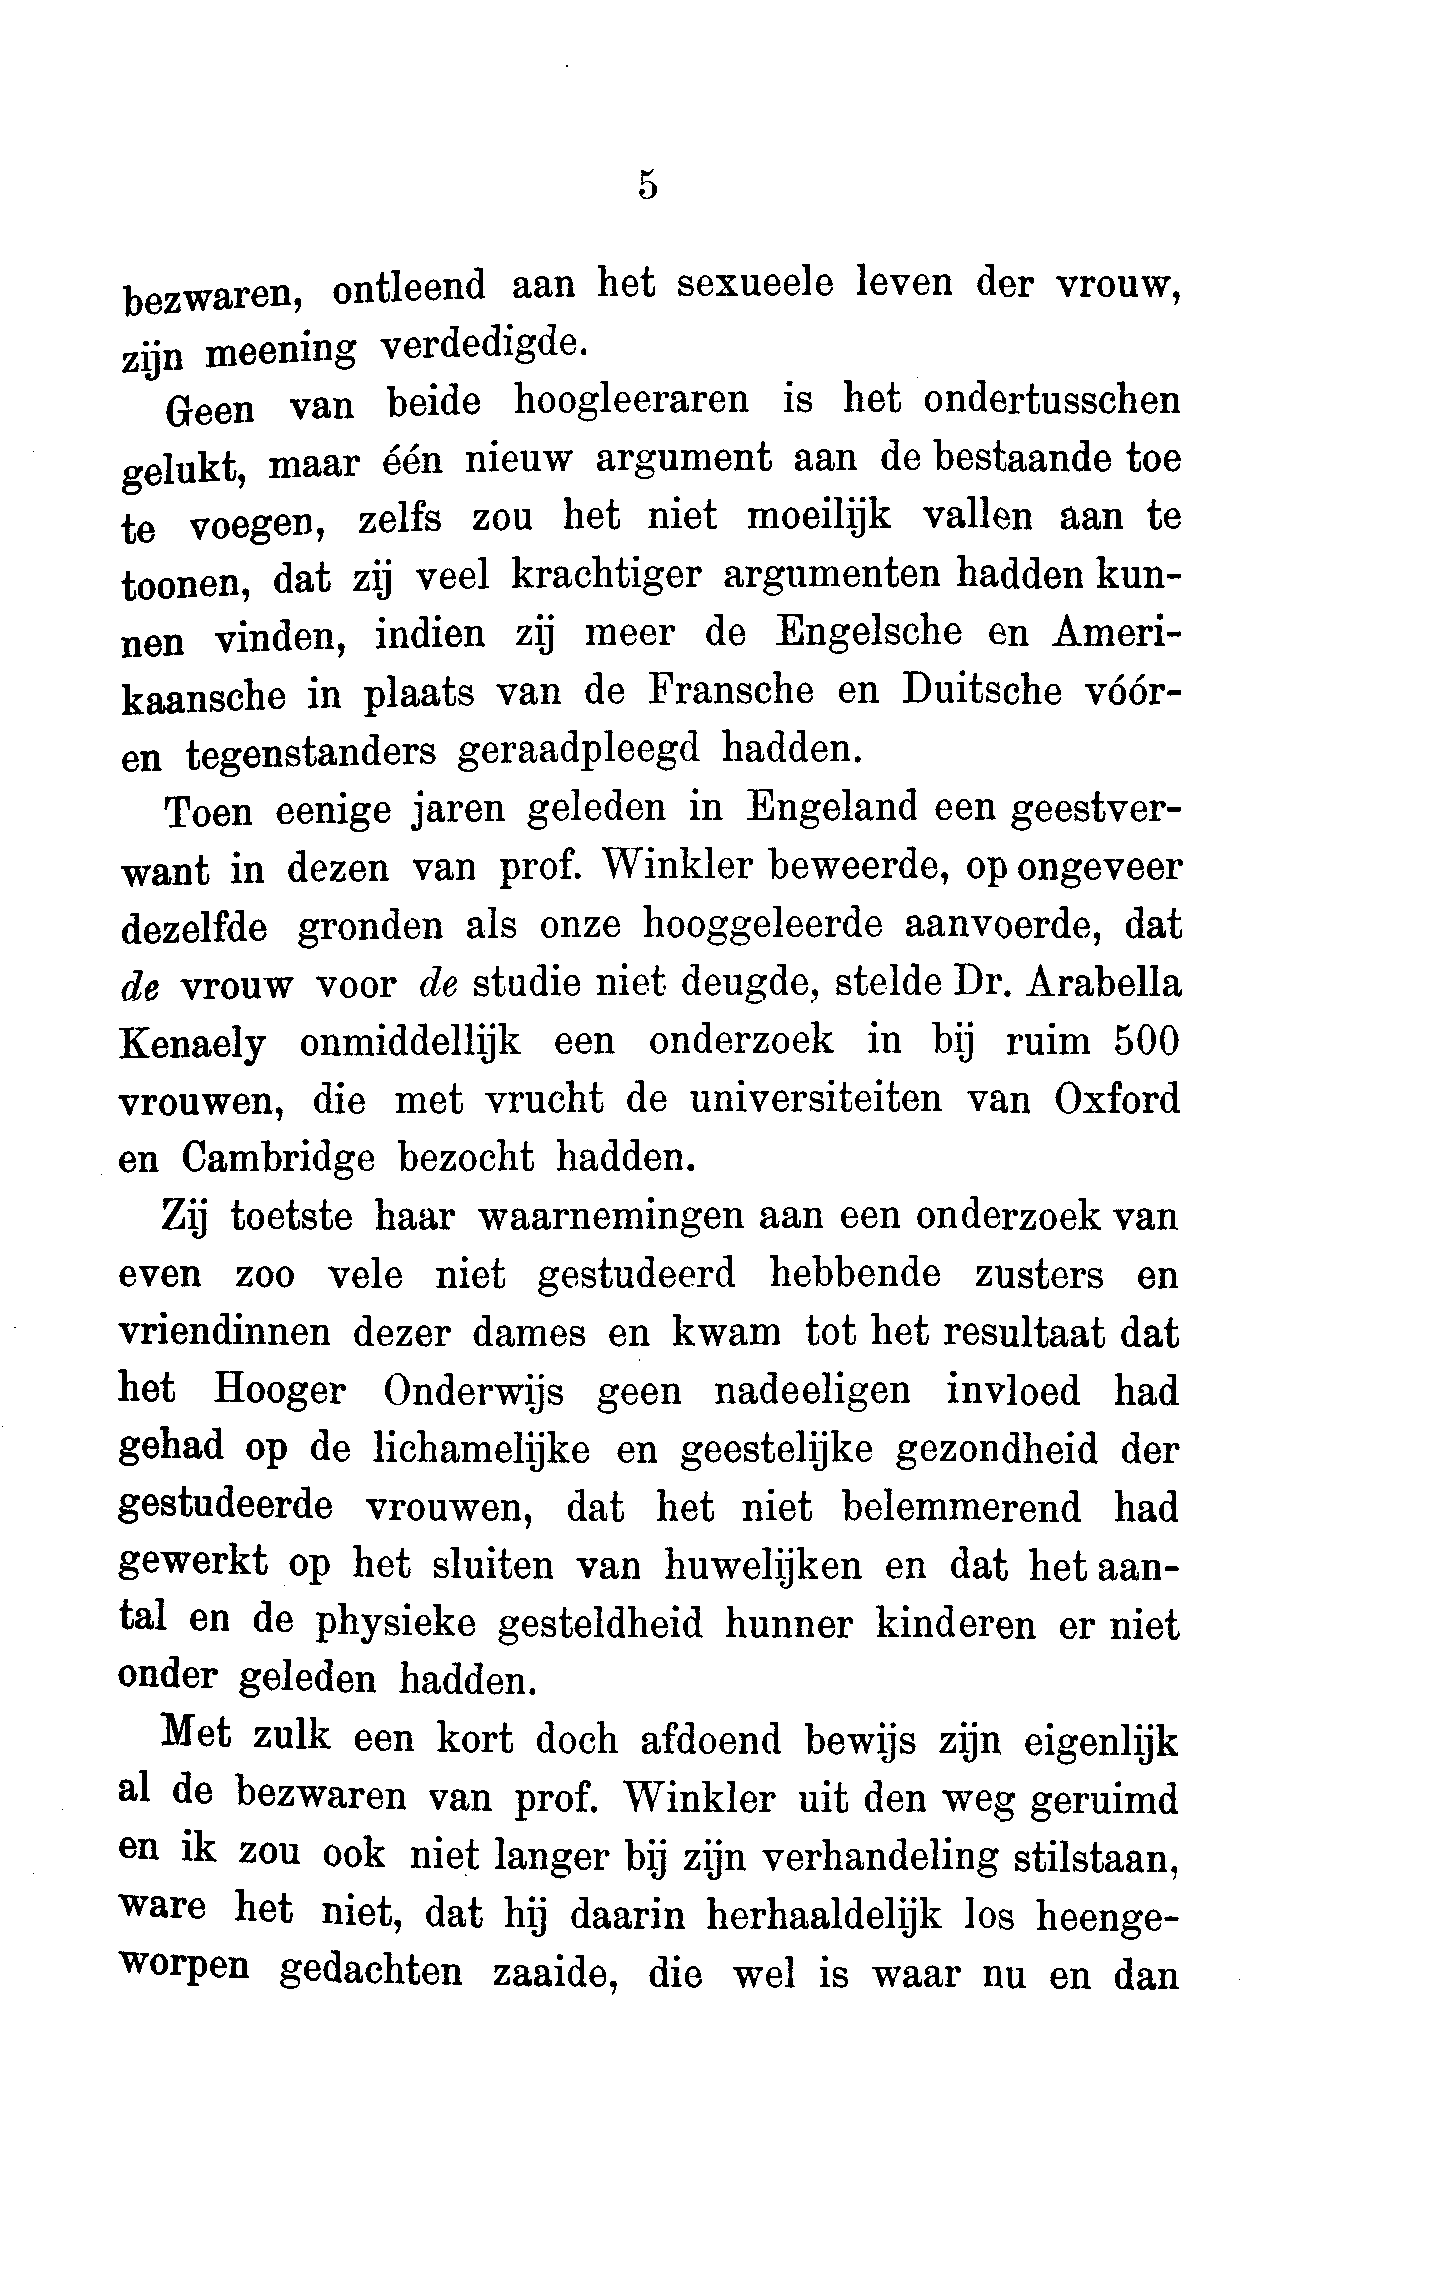 5
bezwaren, ontleend aan het sexueele leven der vrouw,
zijn meening verdedigde.
Geen van beide hoogleeraren is het ondertusschen
gelukt, maar één nieuw argument aan de bestaande toe
te voegen, zelfs zou het niet moeilijk vallen aan te
toonen, dat zij veel krachtiger argumenten hadden kun-
nen vinden, indien zij meer de Engelsche en Ameri-
kaansche in plaats van de Fransche en Duitsche vóór-
en tegenstanders geraadpleegd hadden.
Toen eenige jaren geleden in Engeland een geestver-
want in dezen van prof. Winkler beweerde, op ongeveer
dezelfde gronden als onze hooggeleerde aanvoerde, dat
de vrouw voor de studie niet deugde, stelde Dr. Arabella
Kenaely onmiddellijk een onderzoek in bij ruim 500
vrouwen, die met vrucht de universiteiten van Oxford
en Cambridge bezocht hadden.
Zij toetste haar waarnemingen aan een onderzoek van
even zoo vele niet gestudeerd hebbende zusters en
vriendinnen dezer dames en kwam tot het resultaat dat
het Hooger Onderwijs geen nadeeligen invloed had
gehad op de lichamelijke en geestelijke gezondheid der
gestudeerde vrouwen, dat het niet belemmerend had
gewerkt op het sluiten van huwelijken en dat het aan-
tal en de physieke gesteldheid hunner kinderen er niet
onder geleden hadden.
Met zulk een kort doch afdoend bewijs zijn eigenlijk
al de bezwaren van prof. Winkler uit den weg geruimd
en ik zou ook niet langer bij zijn verhandeling stilstaan,
ware het niet, dat hij daarin herhaaldelijk los heenge-
worpen gedachten zaaide, die wel is waar nu en dan